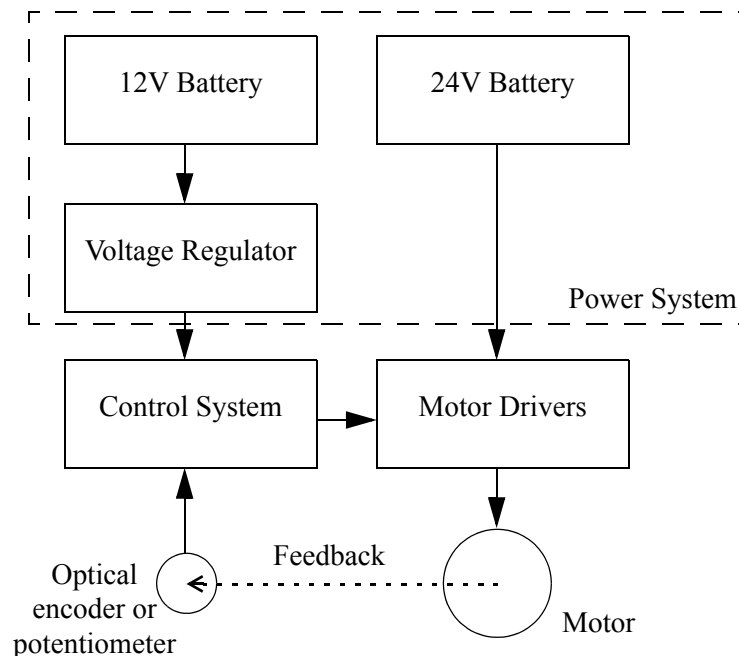 12V Battery
24V Battery
Voltage Regulator
Power System
Control System
Motor Drivers
Feedback
Optical
encoder or
potentiometer
Motor